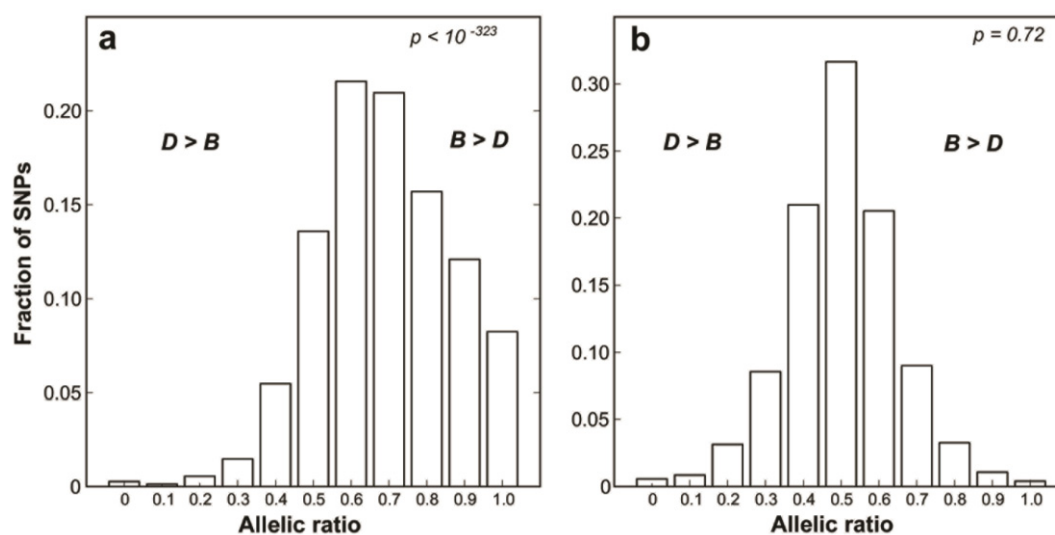 a
p < 10 -323
D > B
B > D
Fraction of SNPs
0.20
0.15
0.10
0.05
0
0 0.1 0.2 0.3 0.4 0.5 0.6 0.7 0.8 0.9 1.0
Allelic ratio
b
p = 0.72
D > B
B > D
0.30
0.25
0.20
0.15
0.10
0.05
0
0 0.1 0.2 0.3 0.4 0.5 0.6 0.7 0.8 0.9 1.0
Allelic ratio